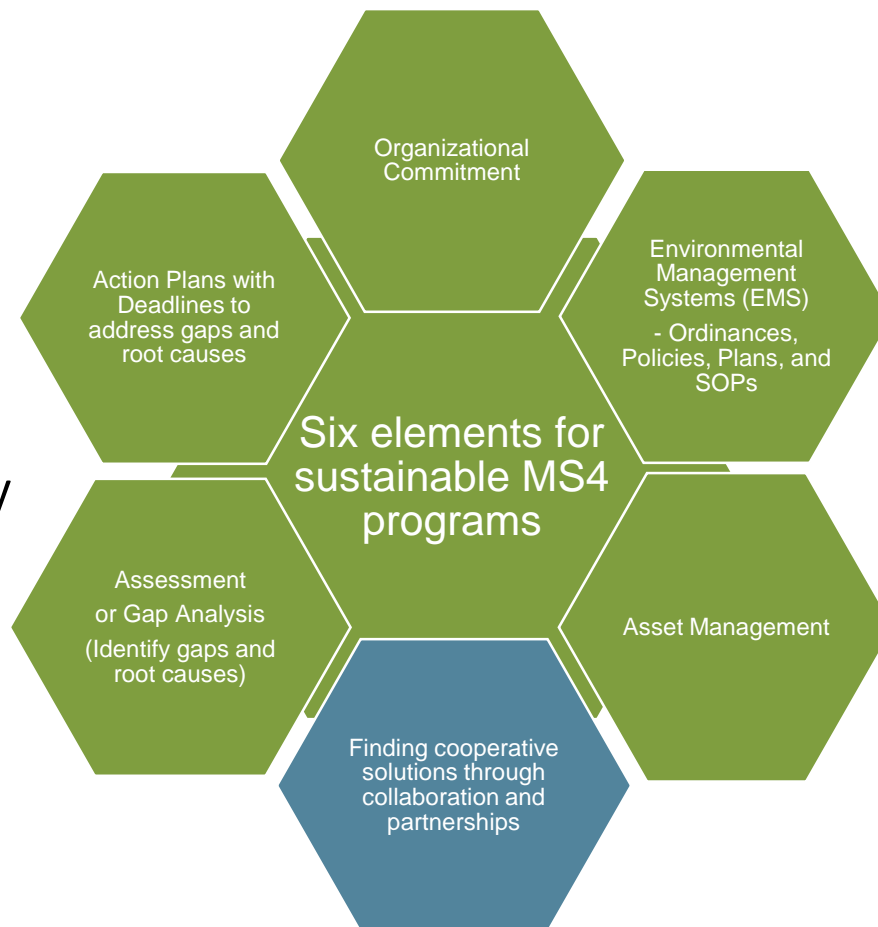 Organizational
Commitment
Environmental
Management
Systems (EMS)
- Ordinances,
Policies, Plans, and
SOPs
Action Plans with
Deadlines to
address gaps and
root causes
Six elements for
sustainable MS4
programs
Assessment
or Gap Analysis
(Identify gaps and
root causes)
Asset Management
Finding cooperative
solutions through
collaboration and
partnerships